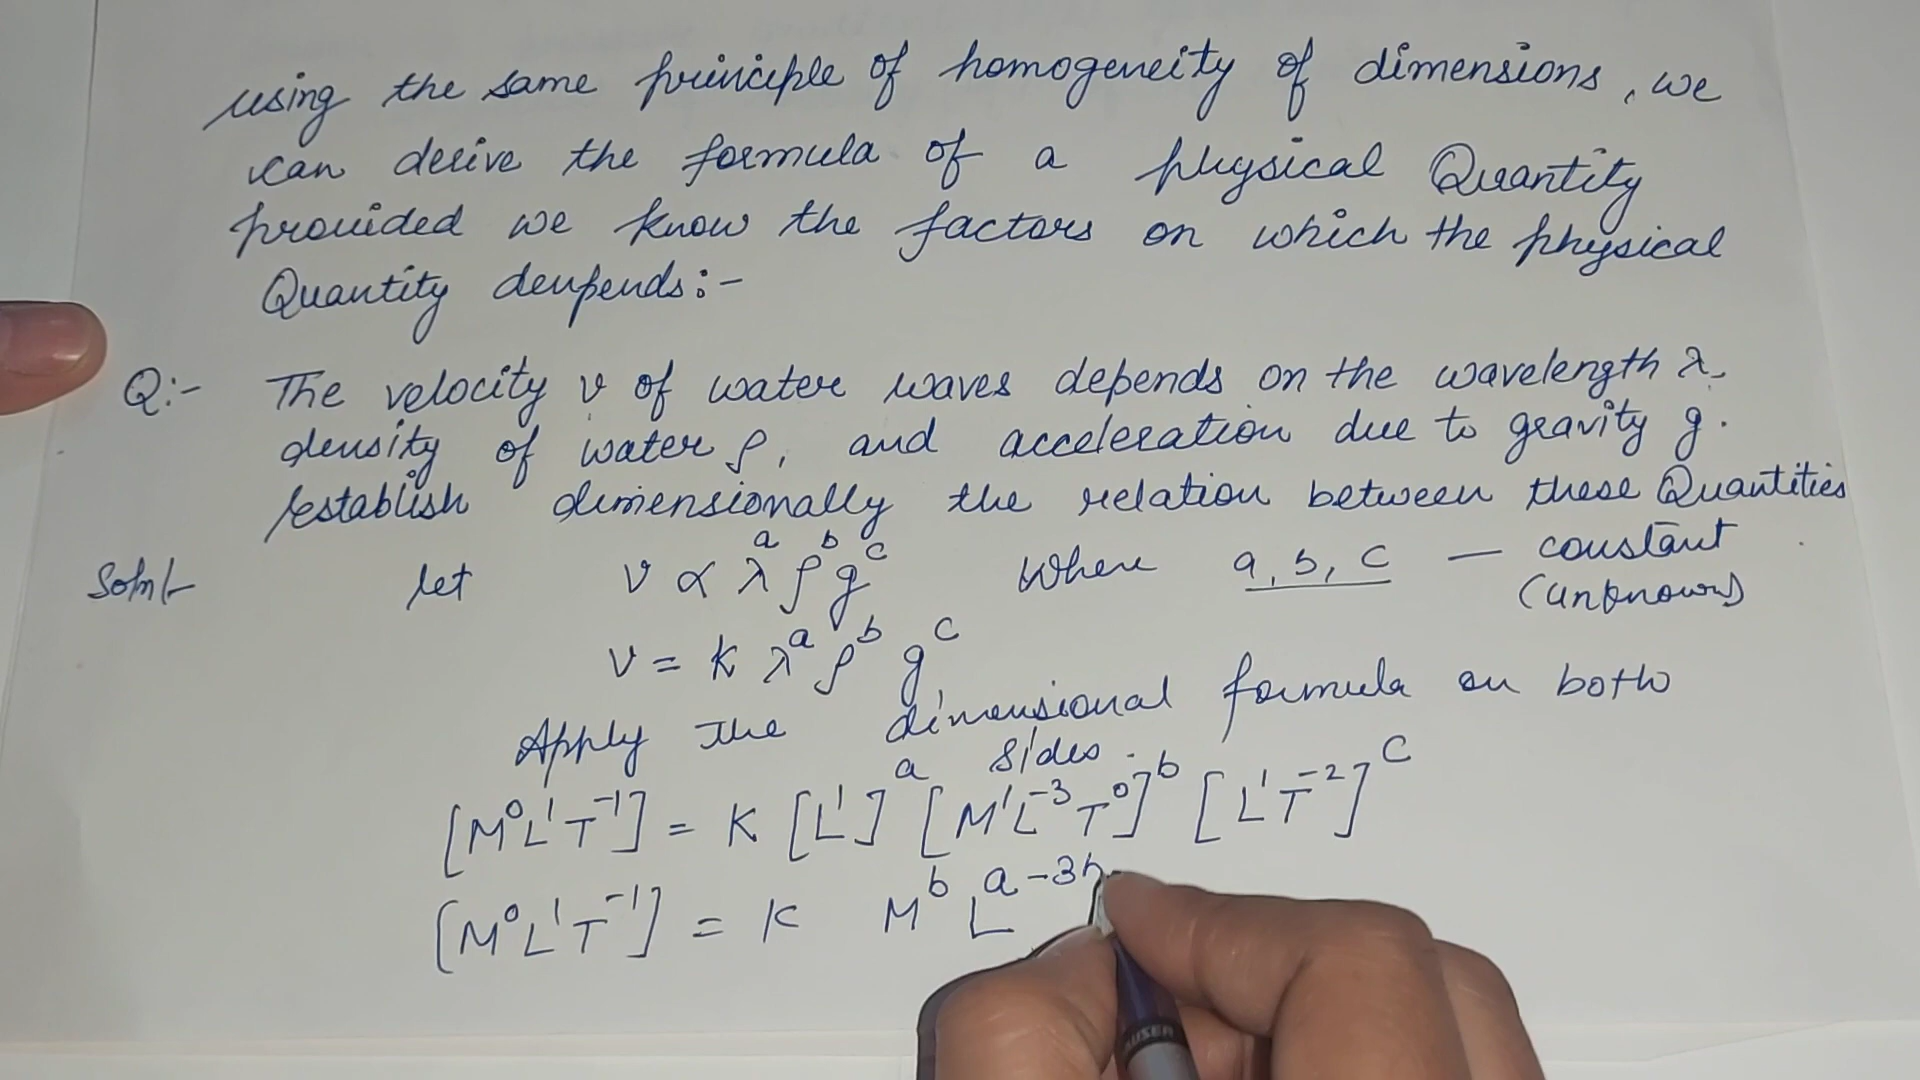 using the same principle of homogeneity of dimensions, we
can derive the formula of a physical Quantity
provided we know the factors on which the physical
Quantity denpends:-
Q:- The velocity v of water waves depends on the wavelength λ,
density of water ρ, and acceleration due to gravity g.
establish dimensionally the relation between these Quantities
Soln:- let v ∝ λ^a ρ^b g^c where a, b, c — constant
(unknown)
v = K λ^a ρ^b g^c
Apply the dimensional formula on both
sides.
[M⁰L¹T⁻¹] = K [L¹]^a [M¹L⁻³T⁰]^b [L¹T⁻²]^c
[M⁰L¹T⁻¹] = K M^b L^a-3b